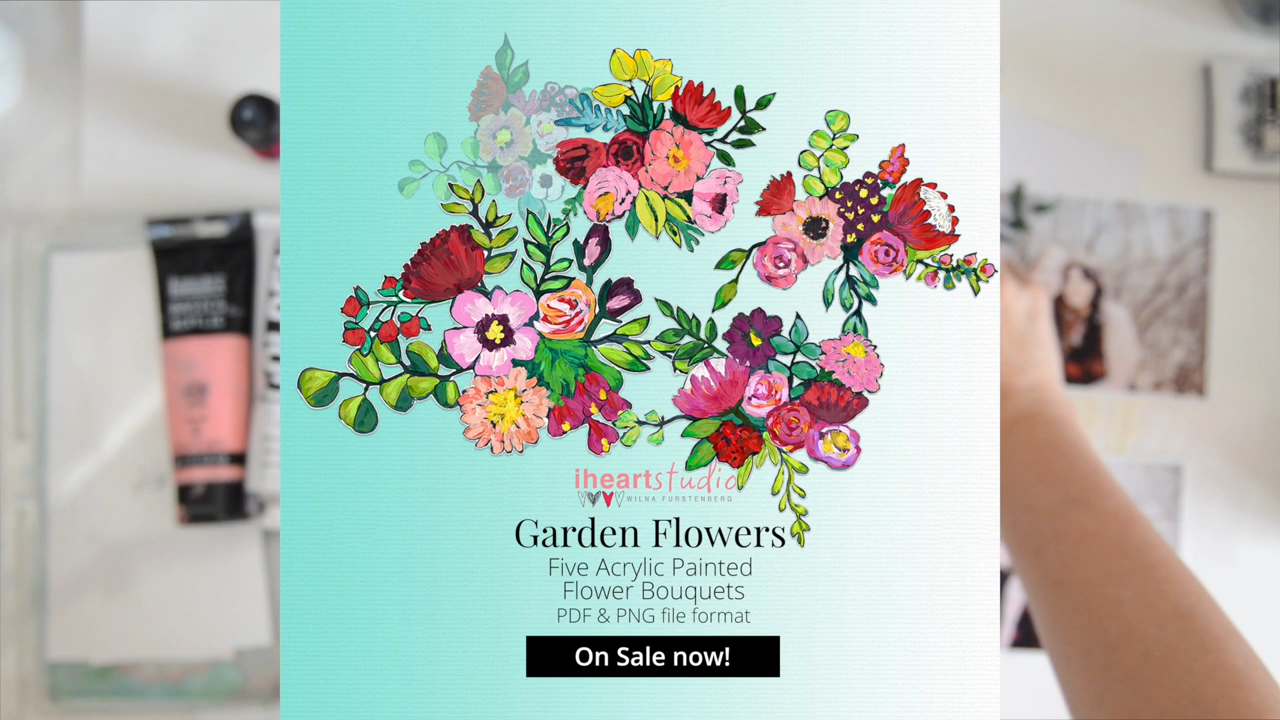 iheartstudio
WILNA FURSTENBERG
Garden Flowers
Five Acrylic Painted
Flower Bouquets
PDF & PNG file format
On Sale now!